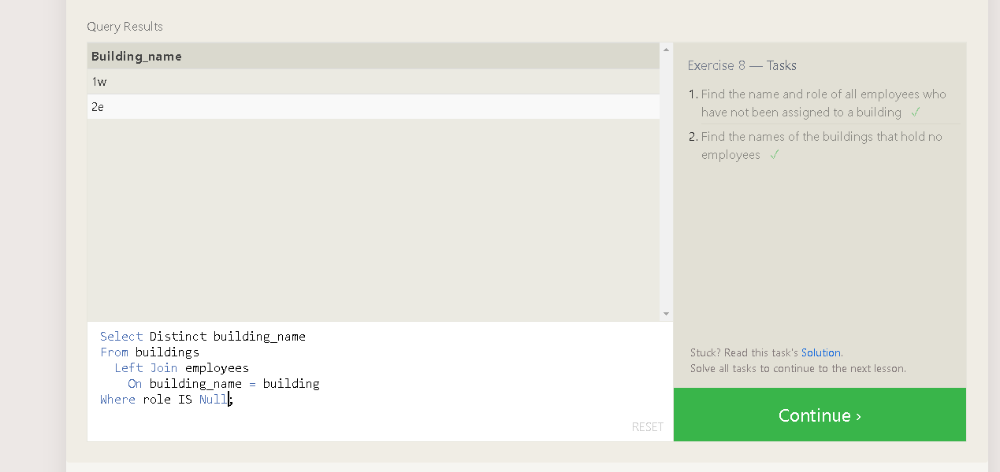 Query Results
Building_name
1w
2e
Exercise 8 — Tasks
1. Find the name and role of all employees who
have not been assigned to a building ✓
2. Find the names of the buildings that hold no
employees ✓
Stuck? Read this task's Solution.
Solve all tasks to continue to the next lesson.
Continue ›
Select Distinct building_name
From buildings
  Left Join employees
    On building_name = building
Where role IS Null;
RESET